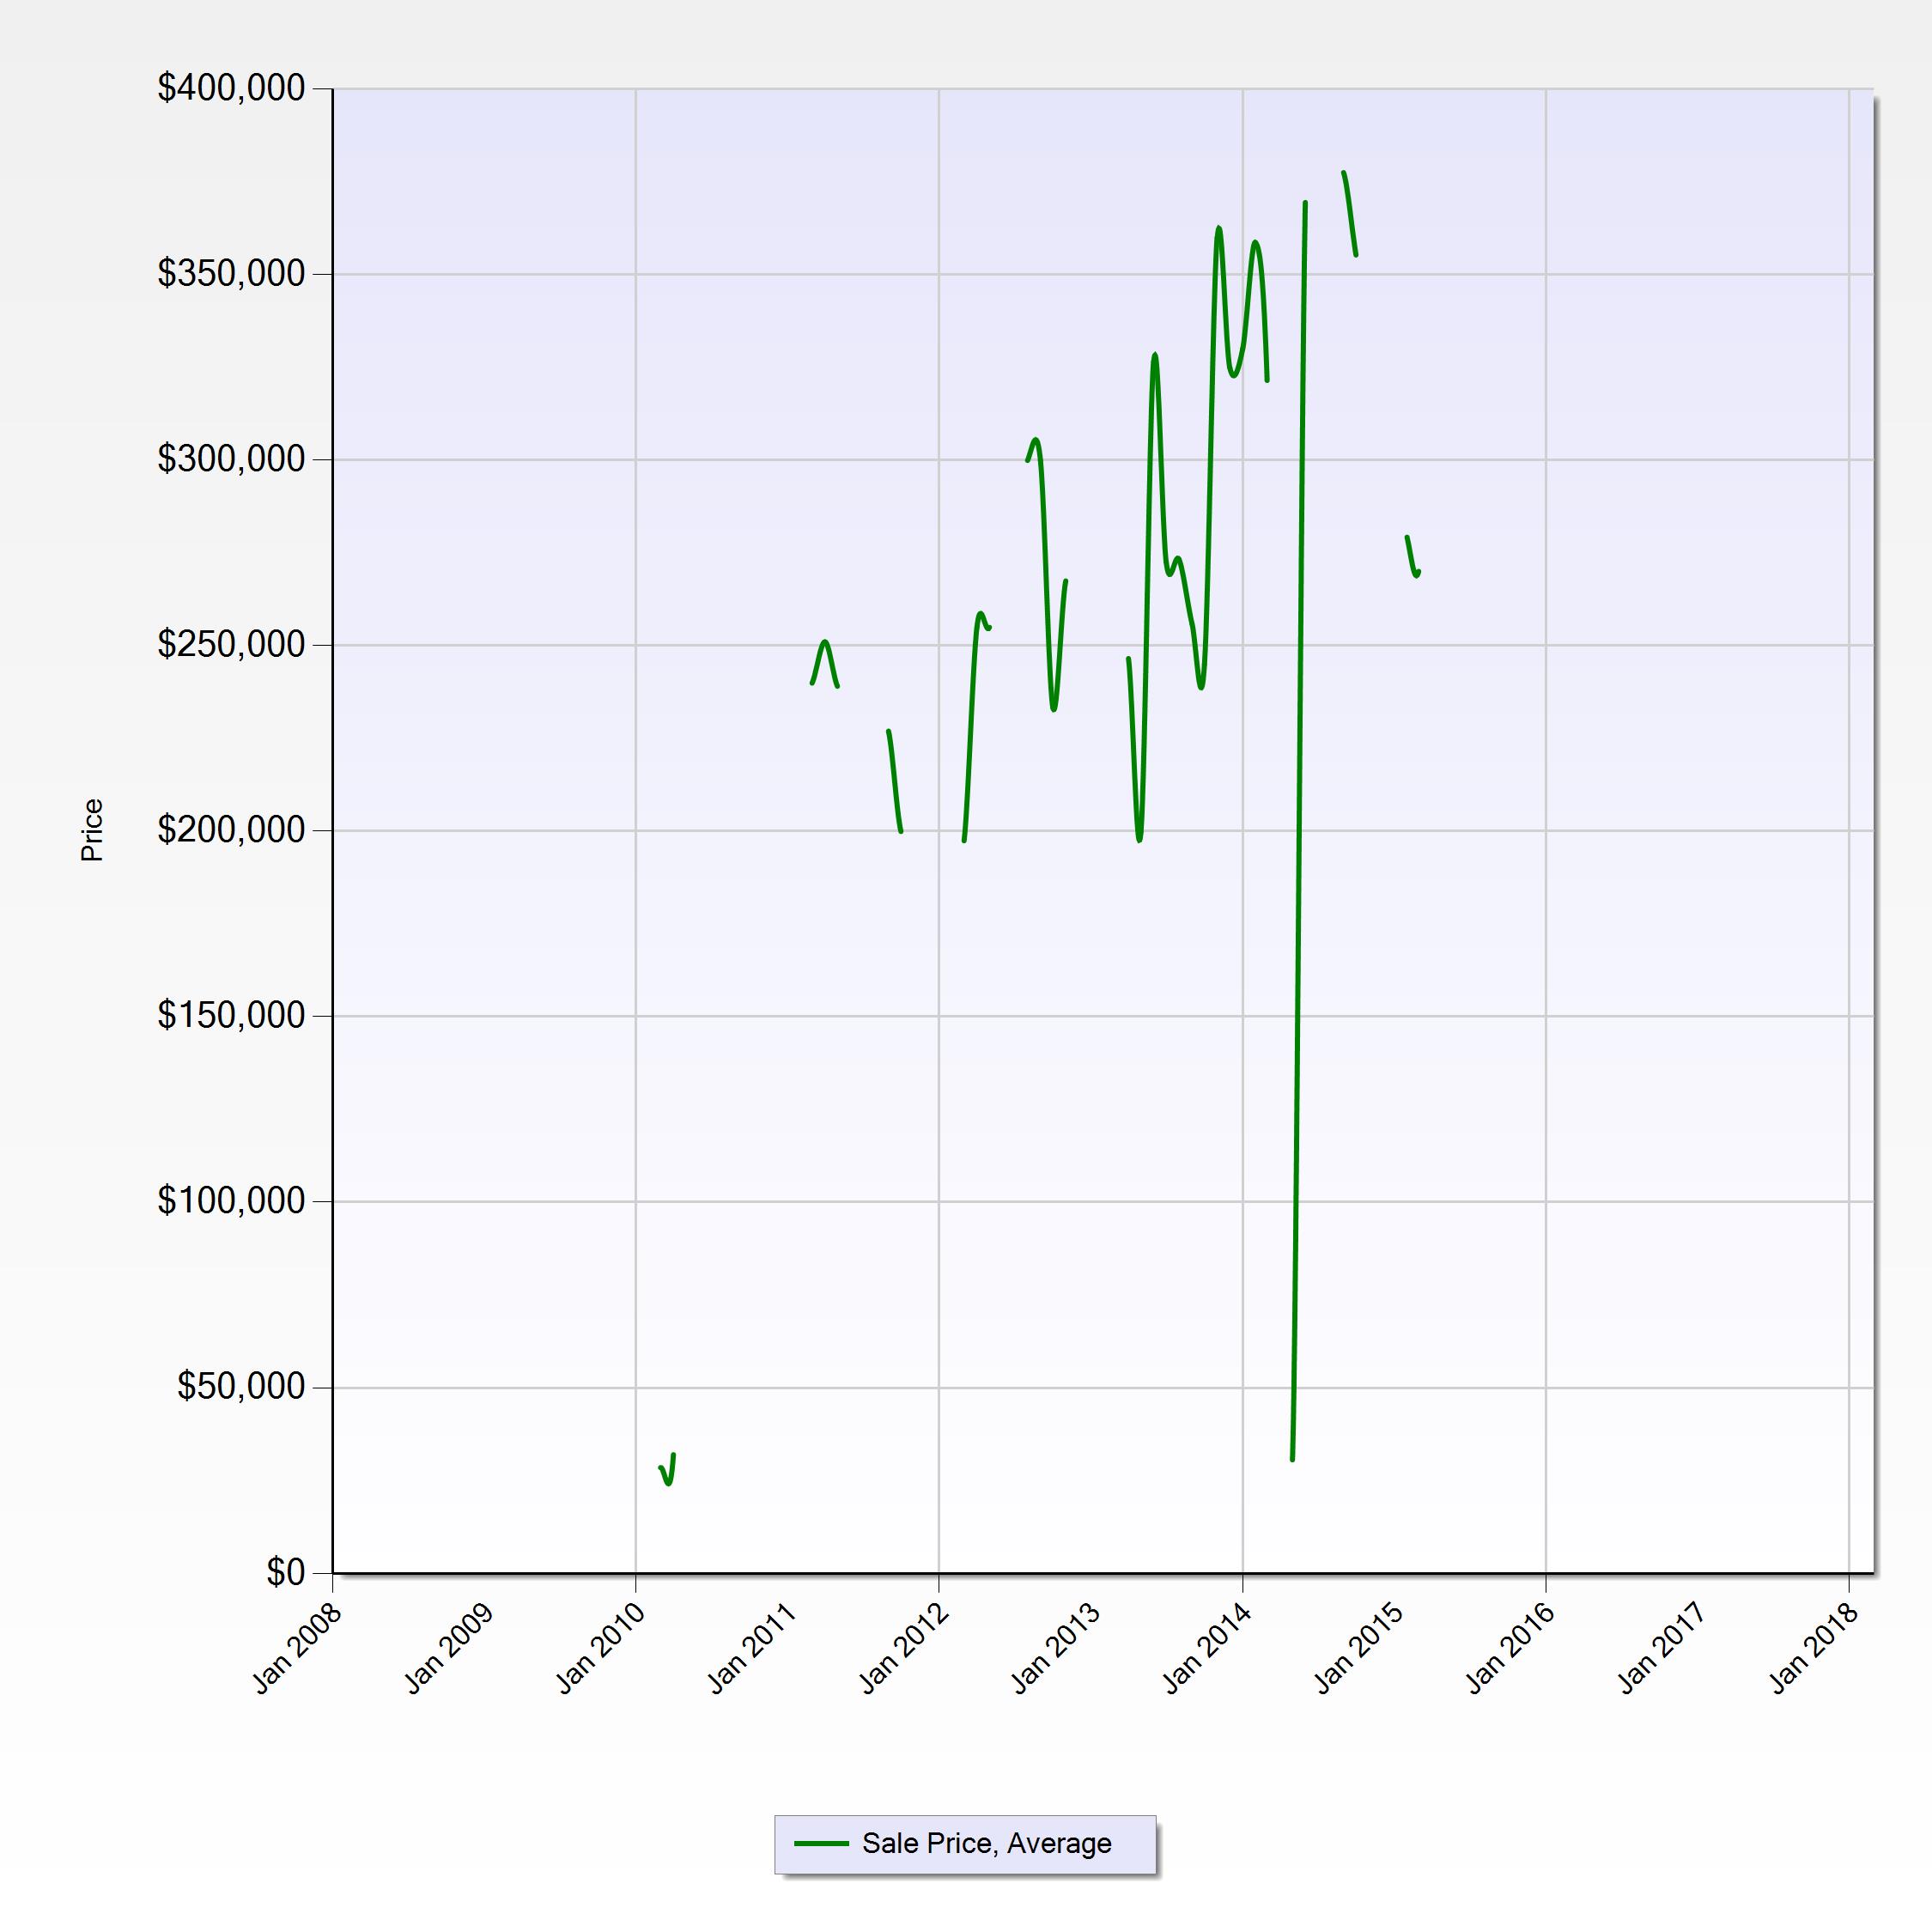 $400,000
$350,000
$300,000
$250,000
$200,000
$150,000
$100,000
$50,000
$0
Price
Jan 2008
Jan 2009
Jan 2010
Jan 2011
Jan 2012
Jan 2013
Jan 2014
Jan 2015
Jan 2016
Jan 2017
Jan 2018
Sale Price, Average